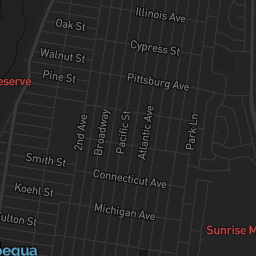 Illinois Ave
Oak St
Cypress St
Walnut St
Pine St
Pittsburg Ave
eserve
2nd Ave
Broadway
Pacific St
Atlantic Ave
Park Ln
Smith St
Connecticut Ave
Koehl St
Michigan Ave
ulton St
Sunrise M
pequa